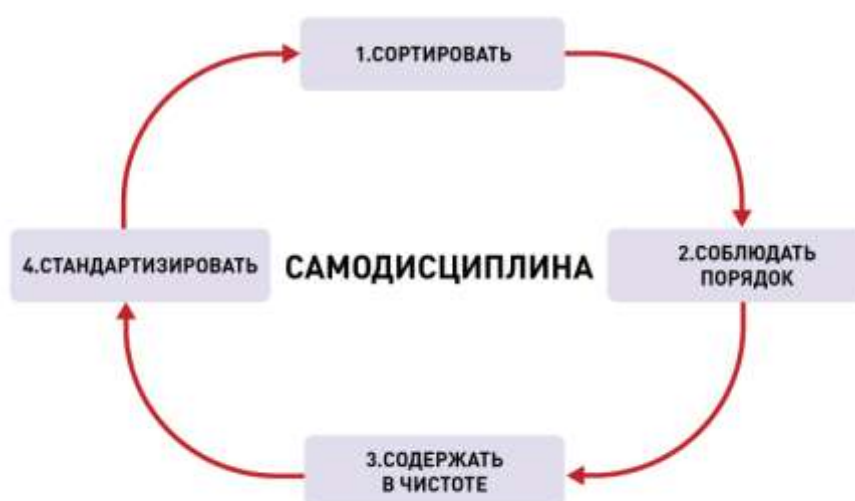 1.СОРТИРОВАТЬ
2.СОБЛЮДАТЬ
ПОРЯДОК
3.СОДЕРЖАТЬ
В ЧИСТОТЕ
4.СТАНДАРТИЗИРОВАТЬ
САМОДИСЦИПЛИНА